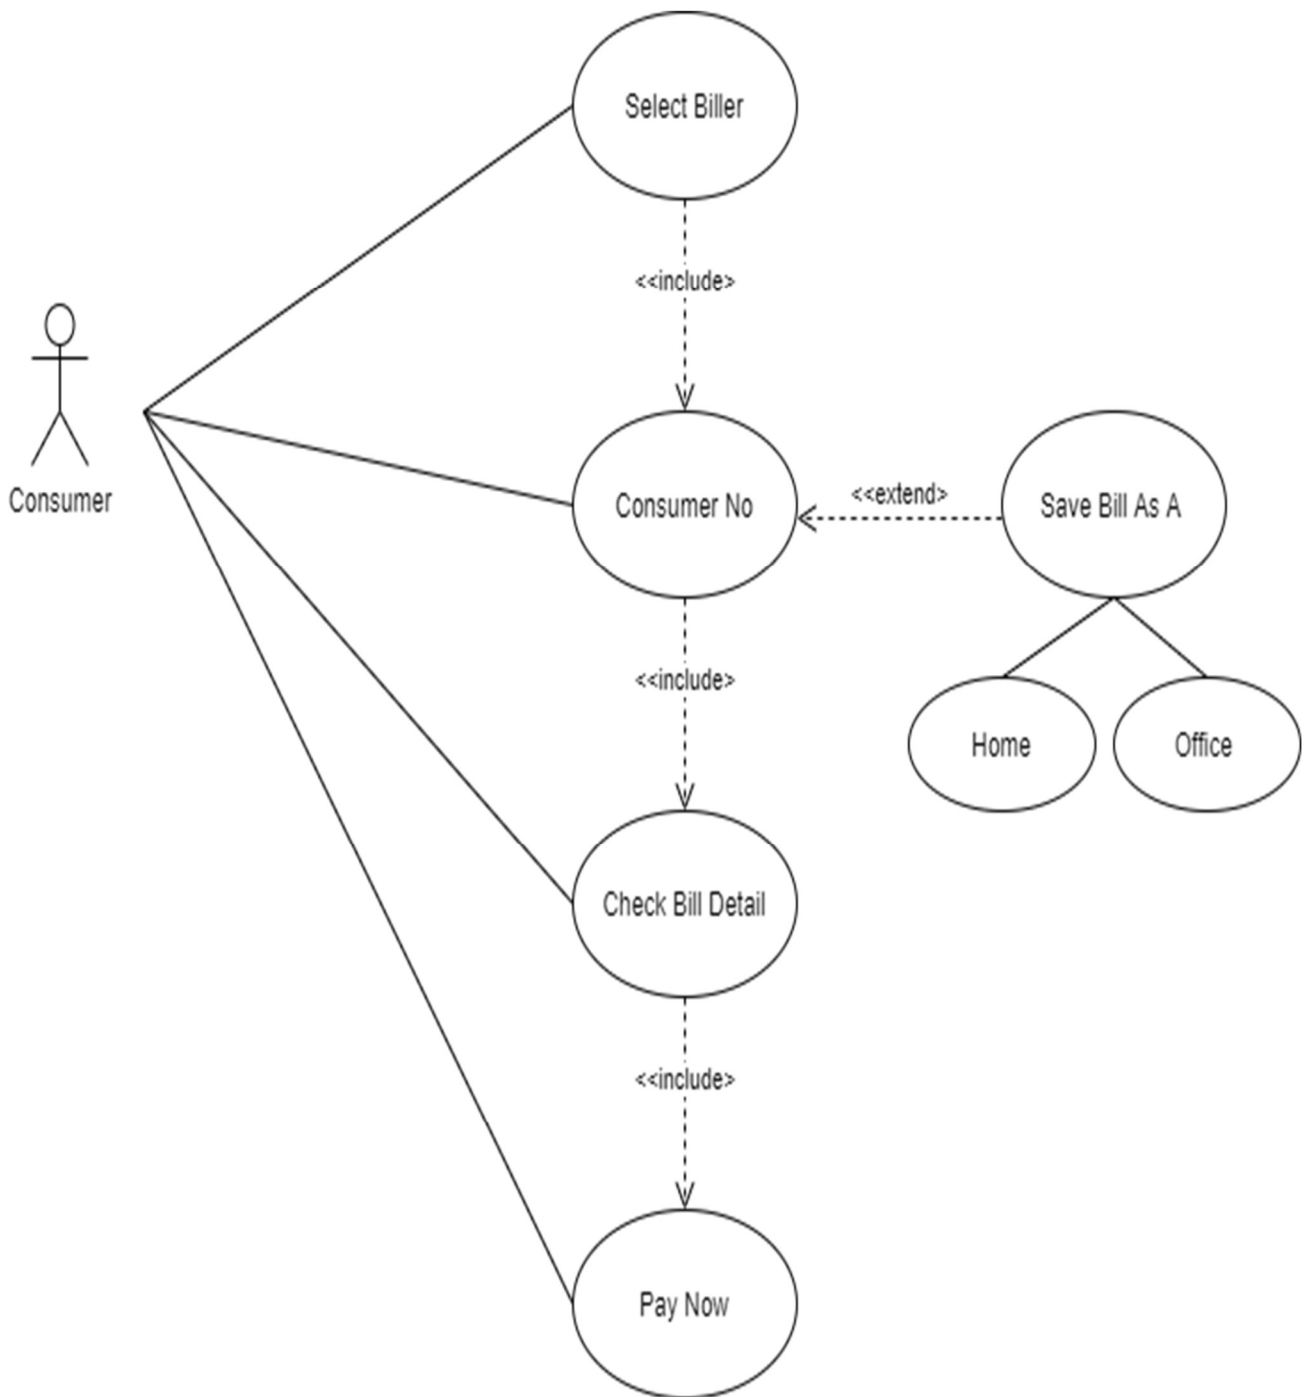 Select Biller
<<include>
Consumer
Consumer No
<<extend>
Save Bill As A
<<include>
Home
Office
Check Bill Detail
<<include>
Pay Now